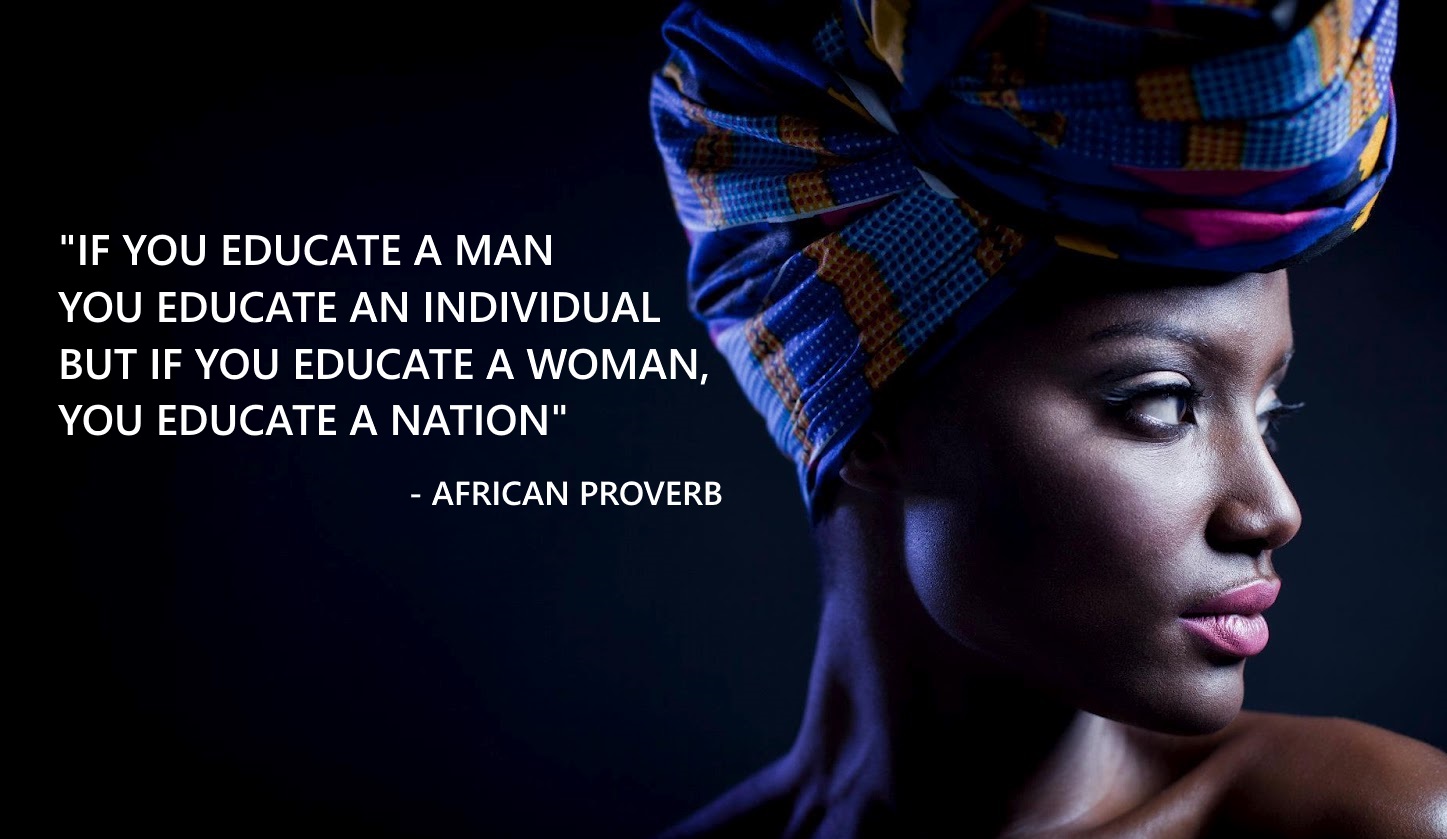 "IF YOU EDUCATE A MAN
YOU EDUCATE AN INDIVIDUAL
BUT IF YOU EDUCATE A WOMAN,
YOU EDUCATE A NATION"
- AFRICAN PROVERB